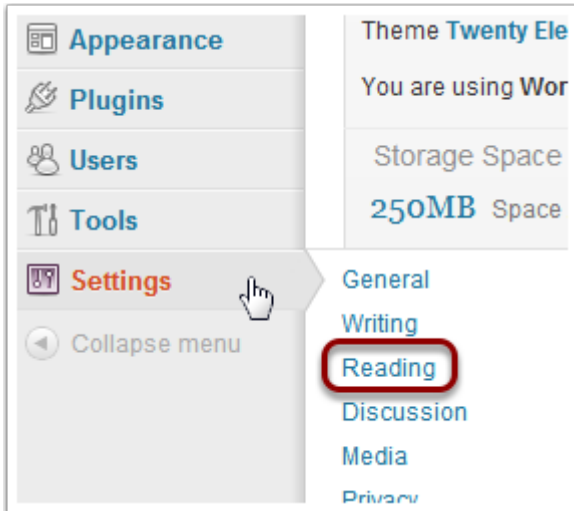 Appearance
Plugins
Users
Tools
Settings
Collapse menu
Theme Twenty Ele
You are using Wor
Storage Space
250MB Space
General
Writing
Reading
Discussion
Media
Privacy